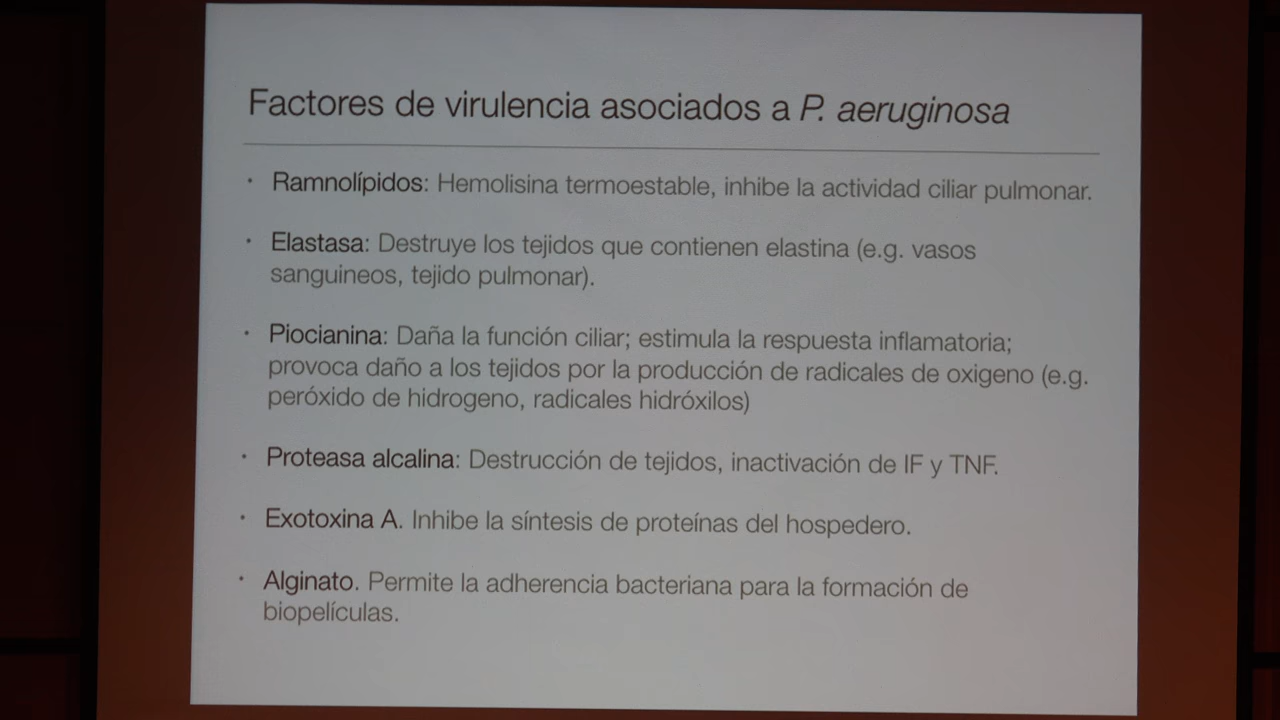 Factores de virulencia asociados a P. aeruginosa
• Ramnolípidos: Hemolisina termoestable, inhibe la actividad ciliar pulmonar.
• Elastasa: Destruye los tejidos que contienen elastina (e.g. vasos
sanguineos, tejido pulmonar).
• Piocianina: Daña la función ciliar; estimula la respuesta inflamatoria;
provoca daño a los tejidos por la producción de radicales de oxigeno (e.g.
peróxido de hidrogeno, radicales hidróxilos)
• Proteasa alcalina: Destrucción de tejidos, inactivación de IF y TNF.
• Exotoxina A. Inhibe la síntesis de proteínas del hospedero.
• Alginato. Permite la adherencia bacteriana para la formación de
biopelículas.